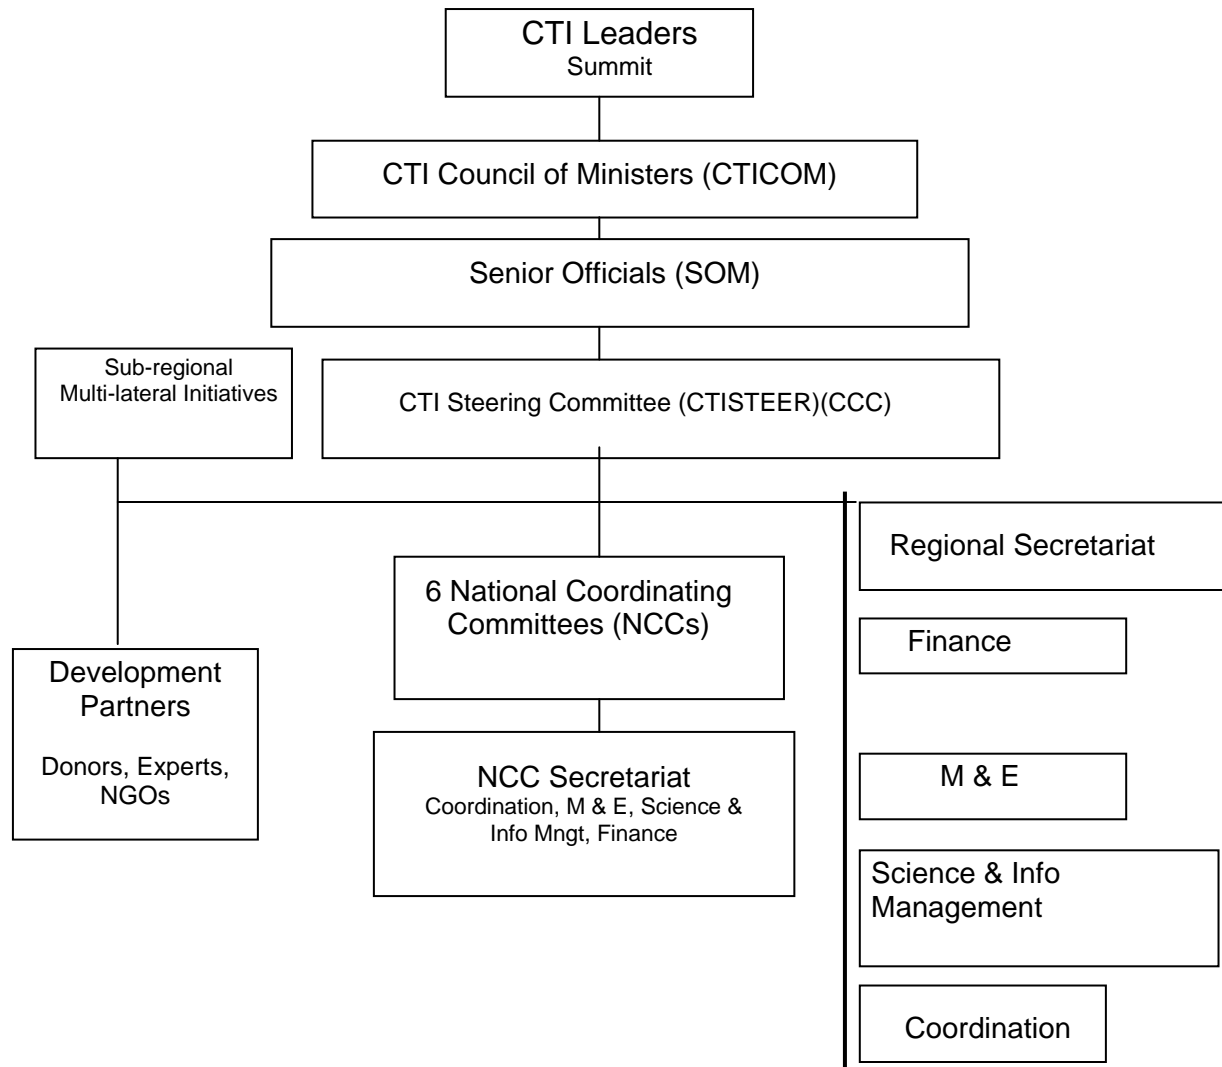 CTI Leaders
Summit
CTI Council of Ministers (CTICOM)
Senior Officials (SOM)
Sub-regional
Multi-lateral Initiatives
CTI Steering Committee (CTISTEER)(CCC)
Regional Secretariat
6 National Coordinating
Committees (NCCs)
Finance
Development
Partners
Donors, Experts,
NGOs
NCC Secretariat
Coordination, M & E, Science &
Info Mngt, Finance
M & E
Science & Info
Management
Coordination